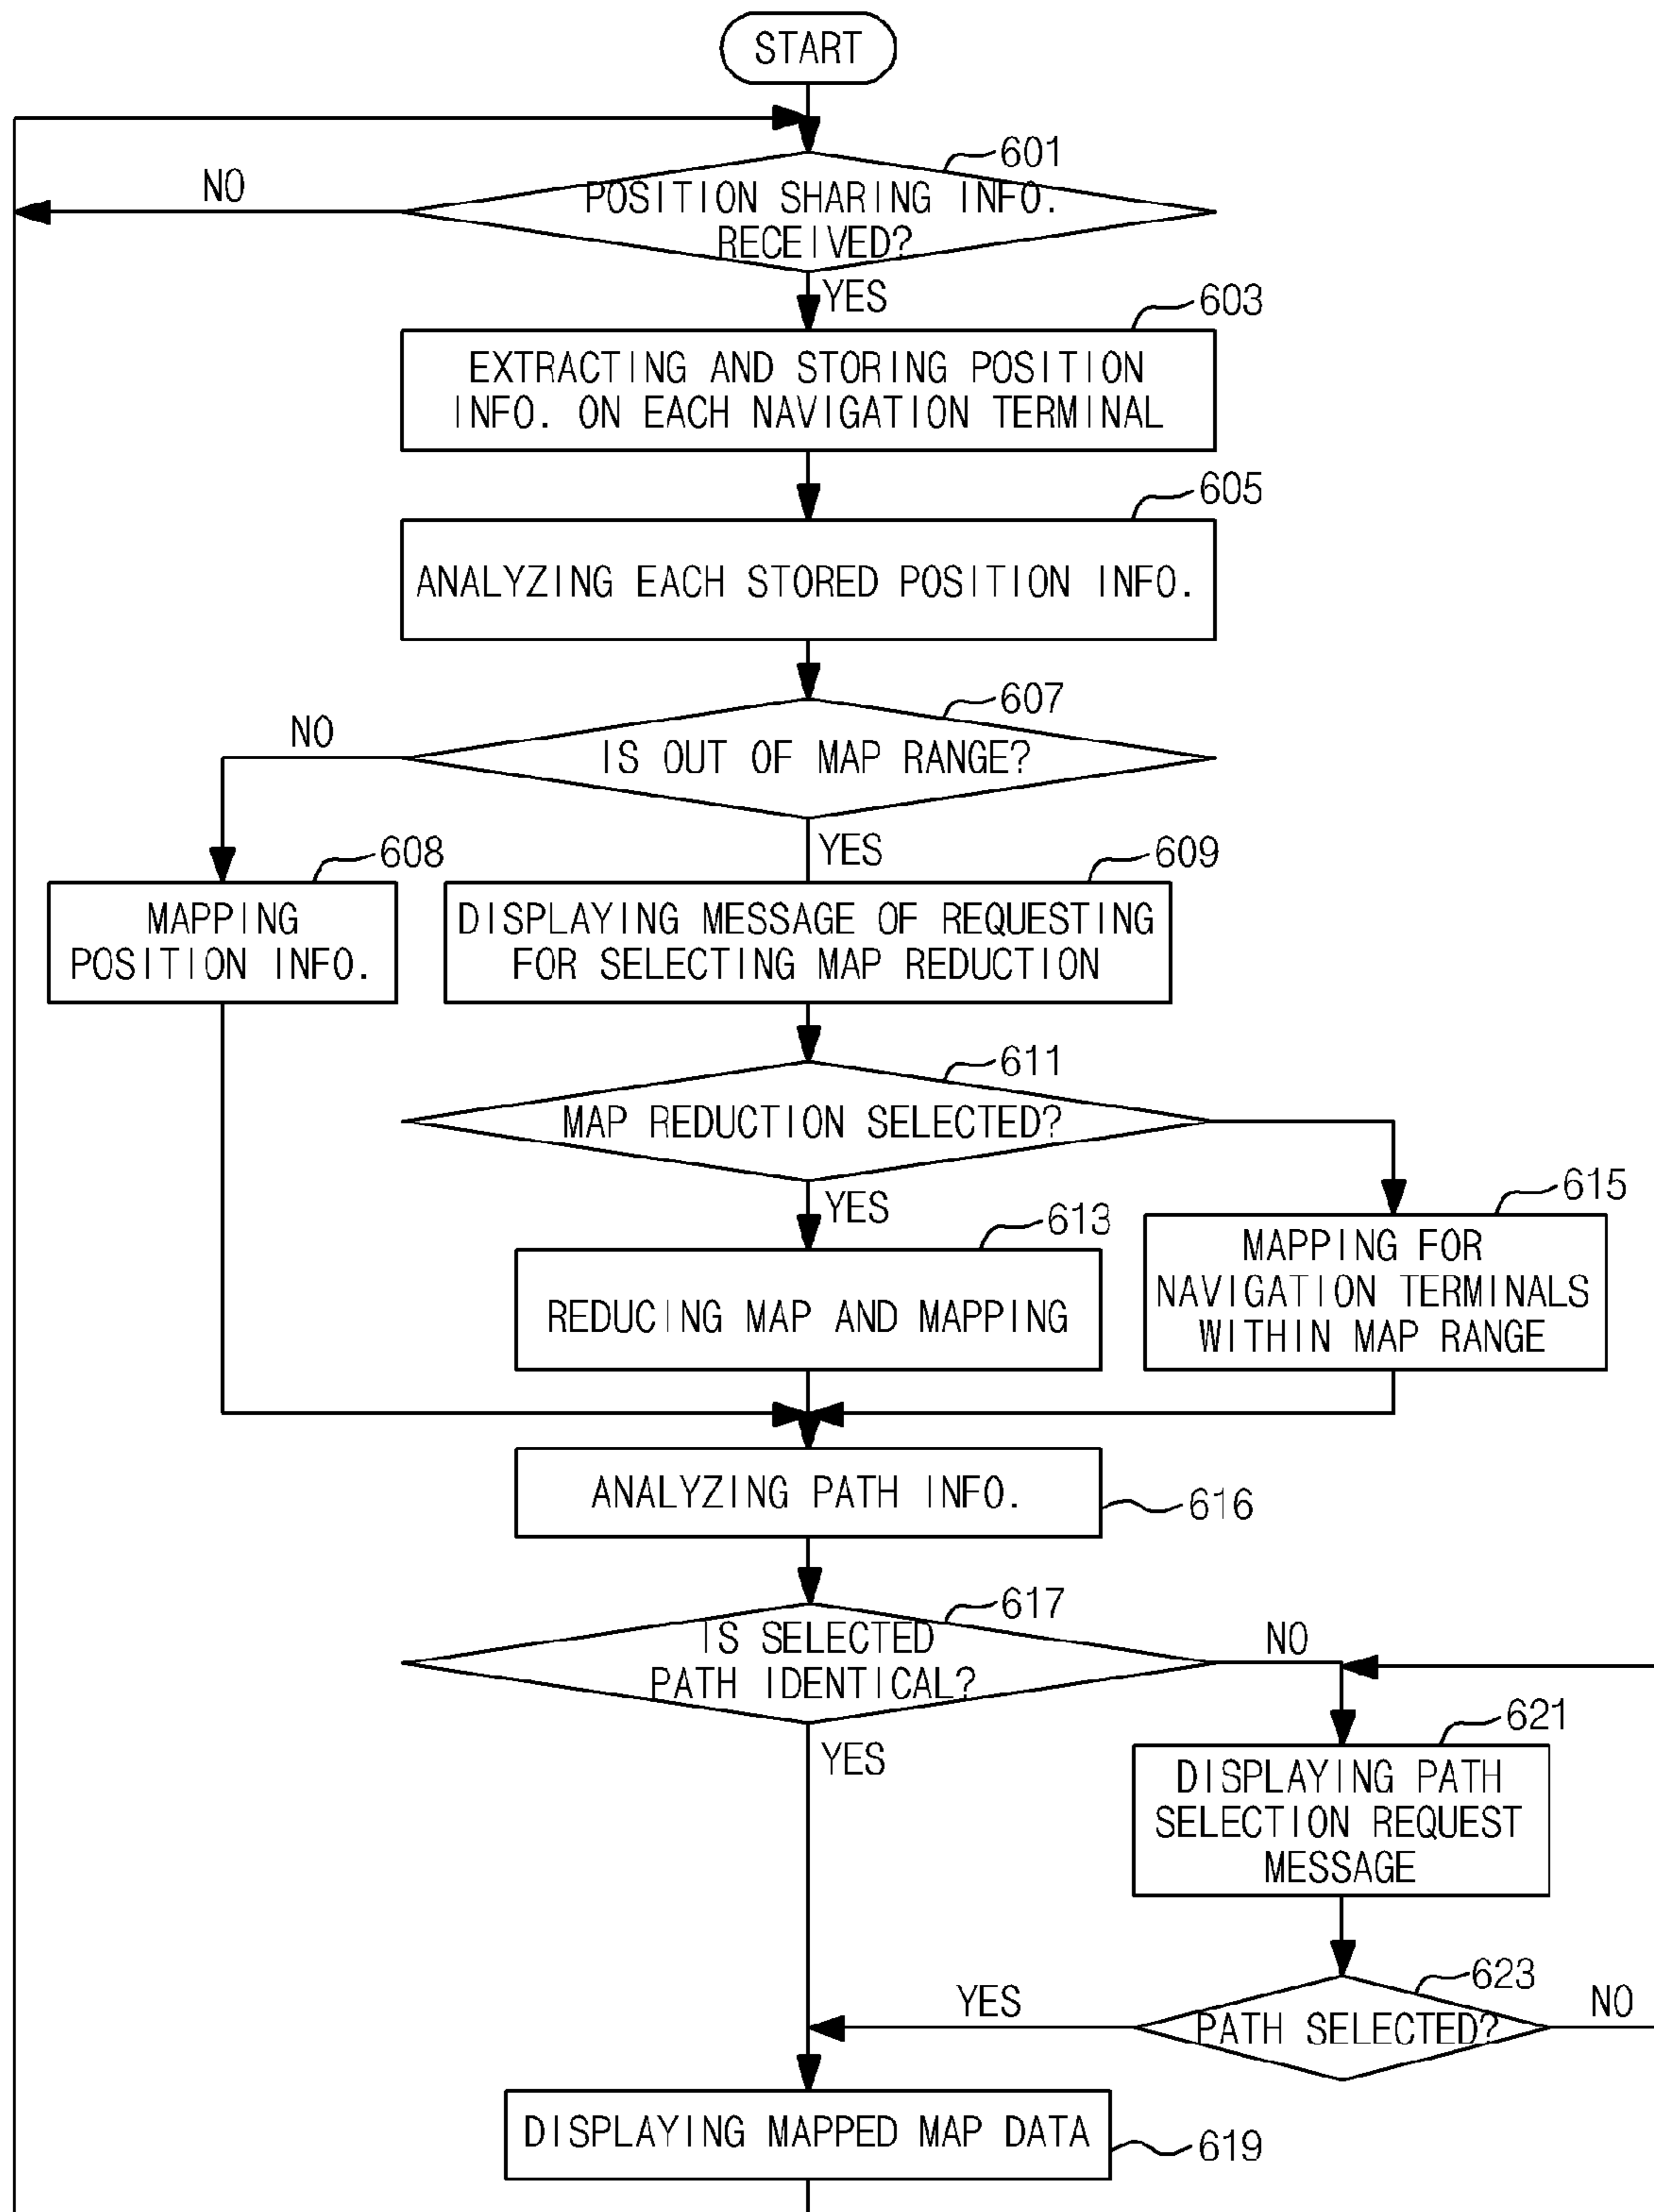 START
601
NO
POSITION SHARING INFO.
RECEIVED?
YES
603
EXTRACTING AND STORING POSITION
INFO. ON EACH NAVIGATION TERMINAL
605
ANALYZING EACH STORED POSITION INFO.
607
NO
IS OUT OF MAP RANGE?
YES
608
609
MAPPING
POSITION INFO.
DISPLAYING MESSAGE OF REQUESTING
FOR SELECTING MAP REDUCTION
611
MAP REDUCTION SELECTED?
YES
613
615
REDUCING MAP AND MAPPING
MAPPING FOR
NAVIGATION TERMINALS
WITHIN MAP RANGE
ANALYZING PATH INFO.
616
617
IS SELECTED
PATH IDENTICAL?
NO
YES
621
DISPLAYING PATH
SELECTION REQUEST
MESSAGE
623
YES
PATH SELECTED?
NO
DISPLAYING MAPPED MAP DATA
619